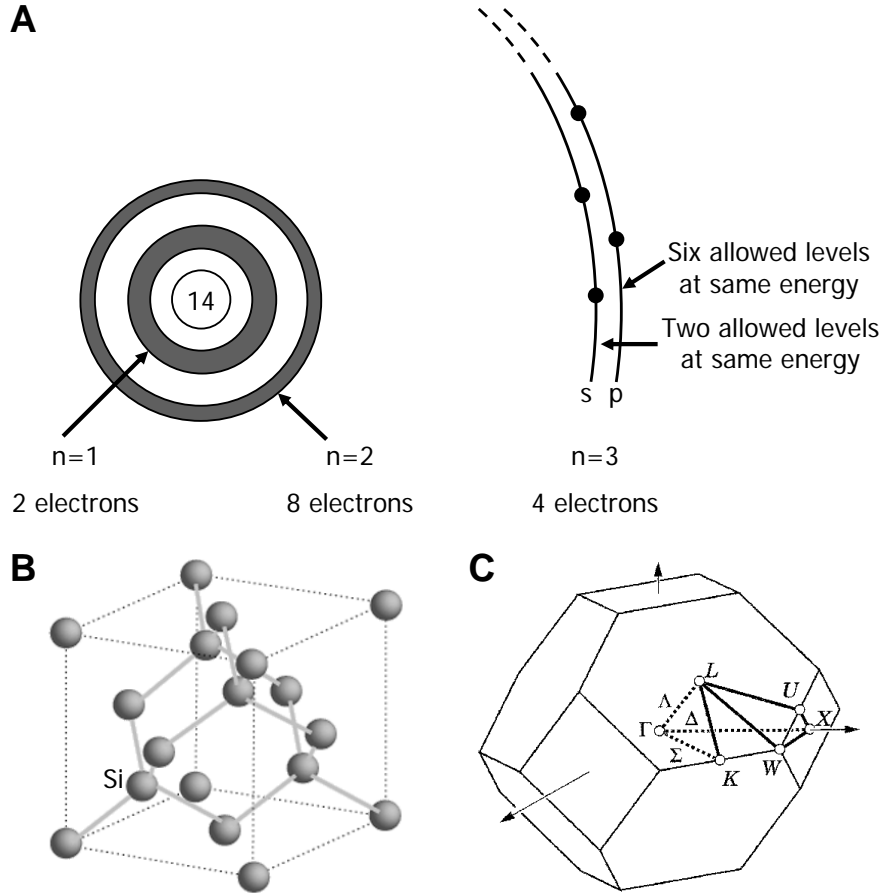 A
14
Six allowed levels
at same energy
Two allowed levels
at same energy
s p
n=1
n=2
n=3
2 electrons
8 electrons
4 electrons
B
Si
C
L
Λ
U
Γ
Δ
X
Σ
K
W